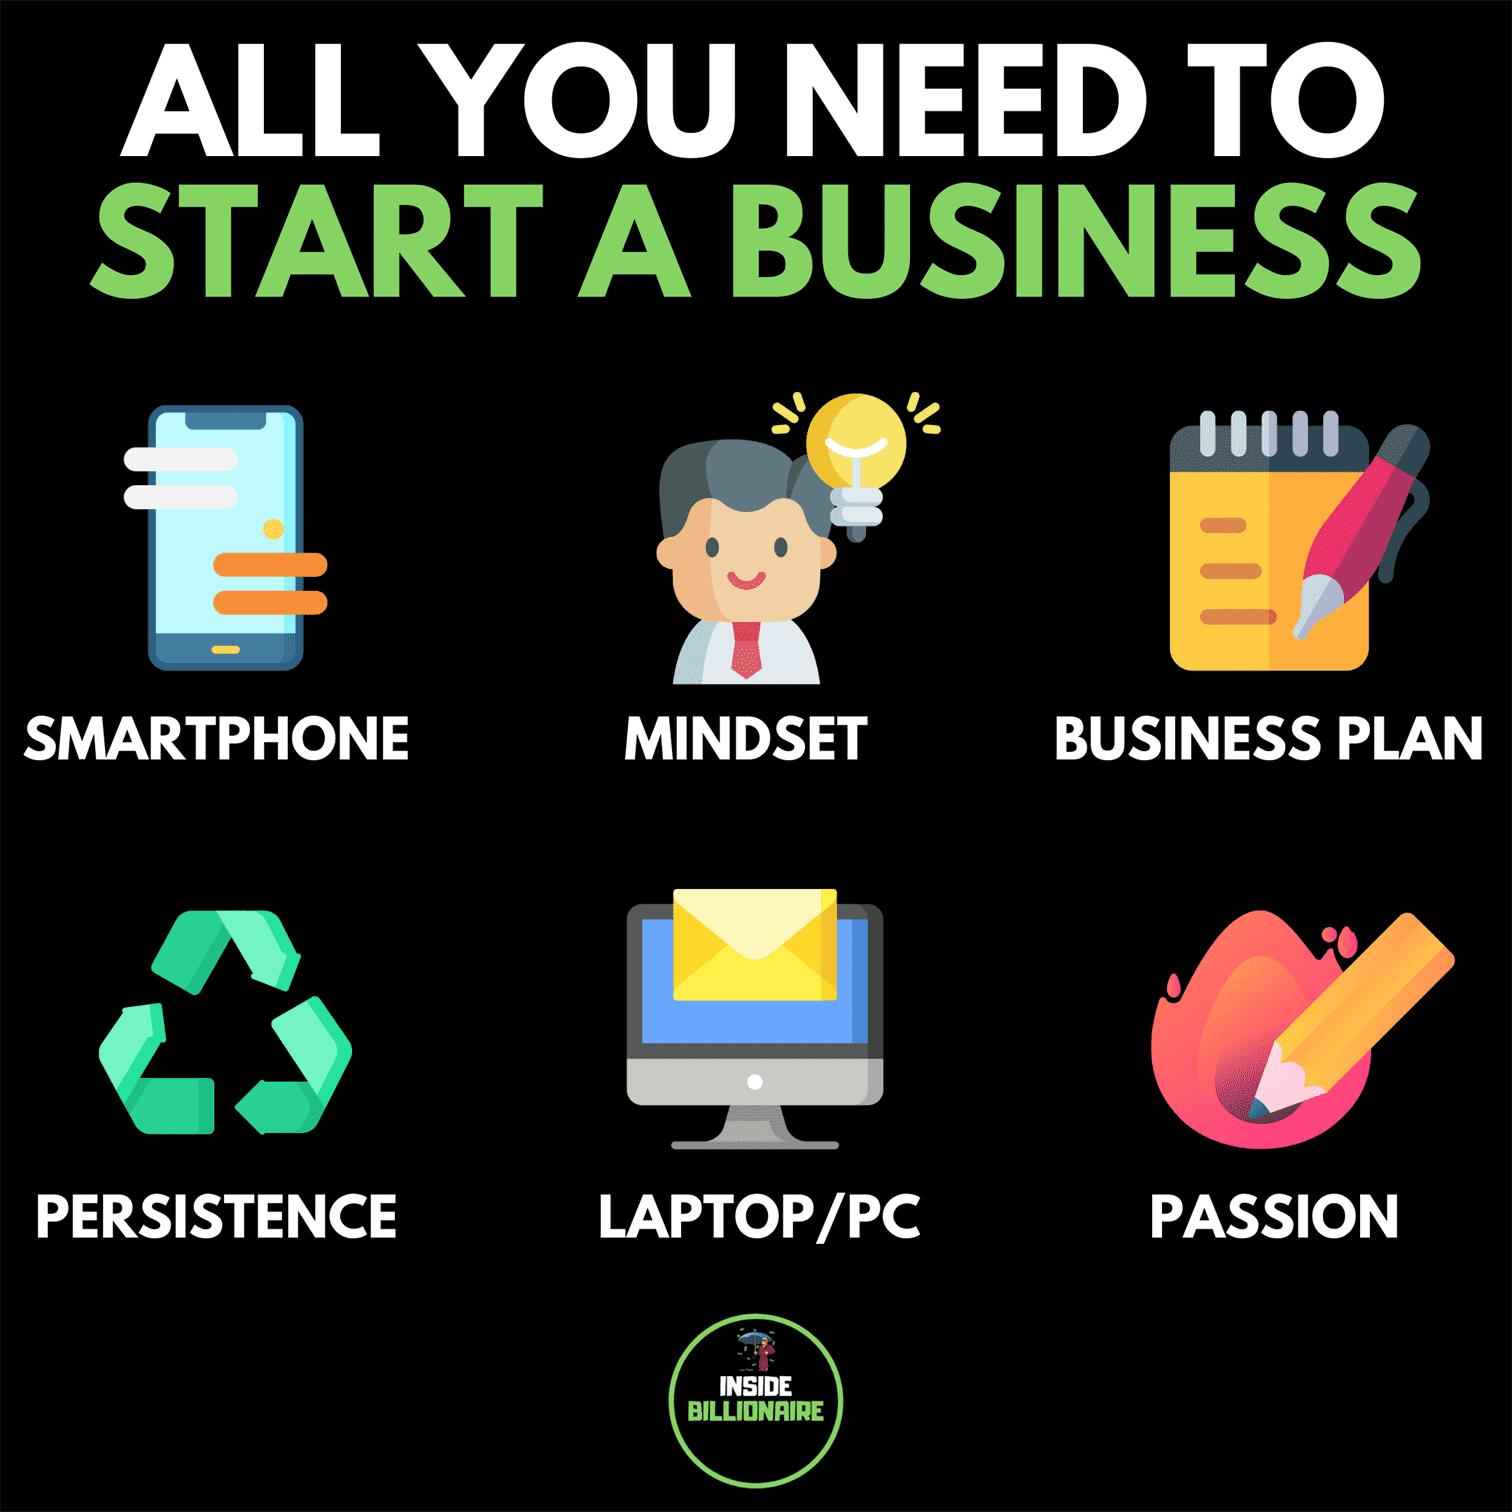 ALL YOU NEED TO
START A BUSINESS
SMARTPHONE
MINDSET
BUSINESS PLAN
PERSISTENCE
LAPTOP/PC
PASSION
INSIDE
BILLIONAIRE